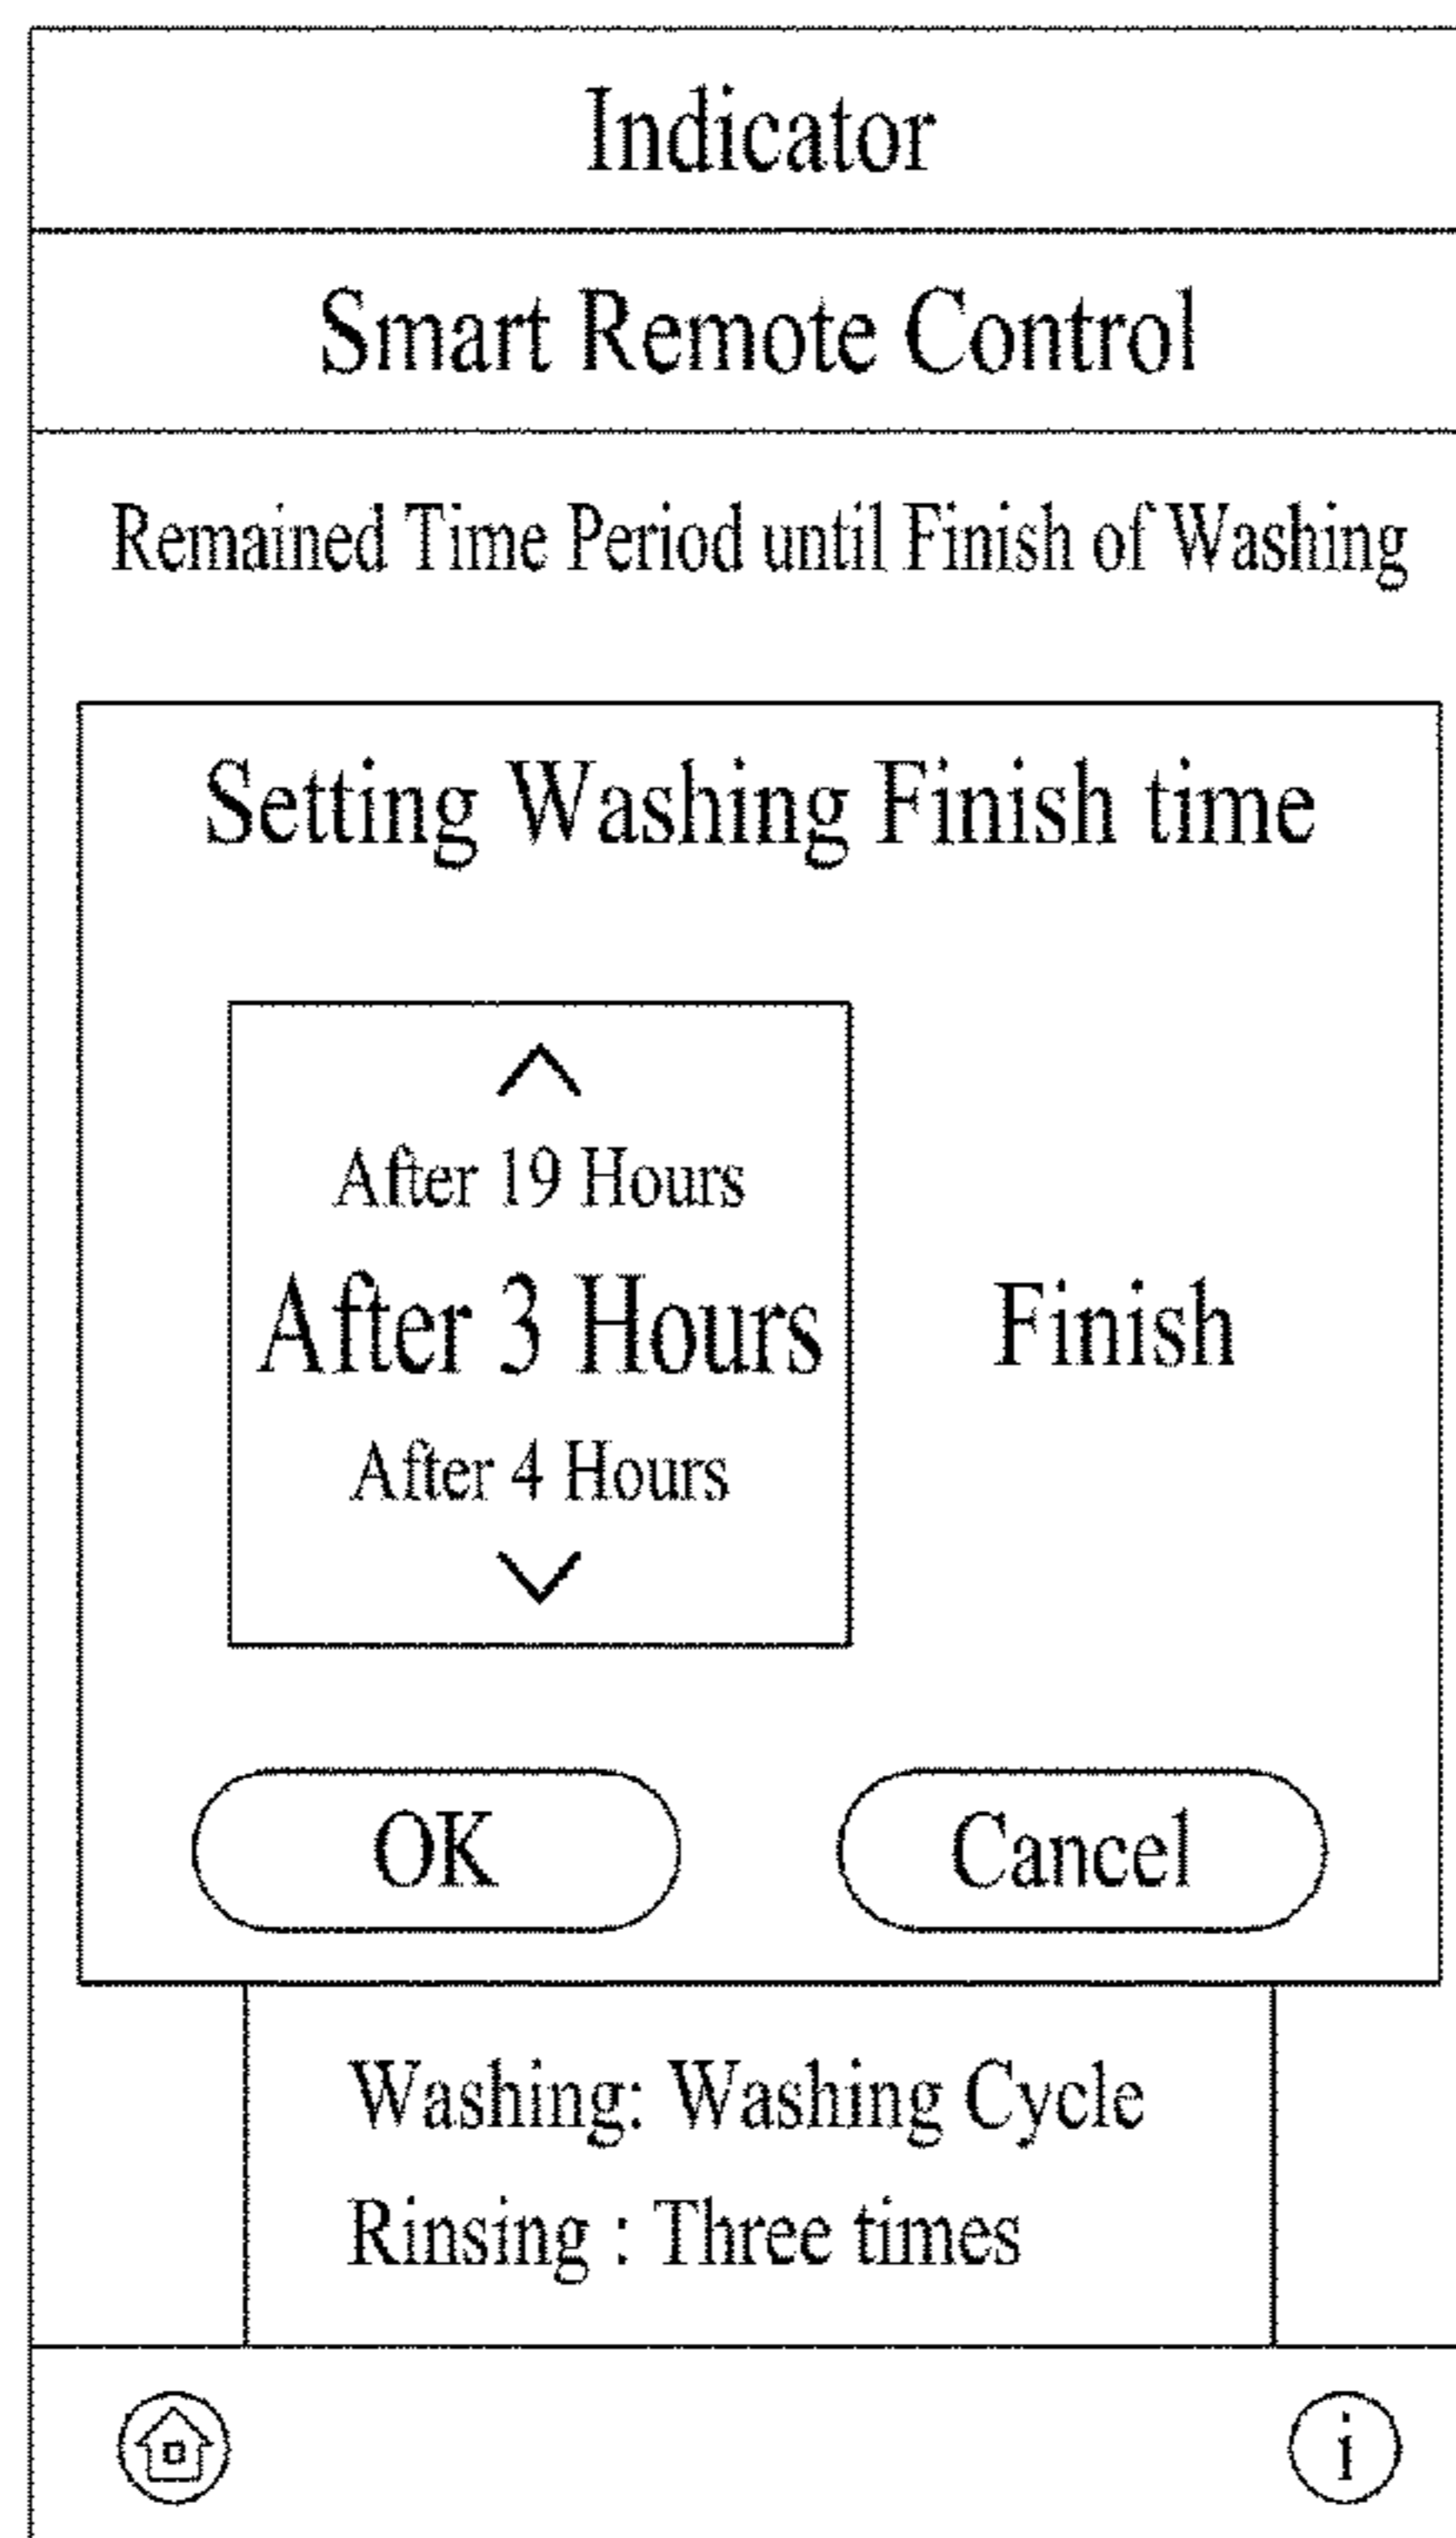 Indicator
Smart Remote Control
Remained Time Period until Finish of Washing
Setting Washing Finish time
After 19 Hours
After 3 Hours
Finish
After 4 Hours
OK
Cancel
Washing: Washing Cycle
Rinsing : Three times
i